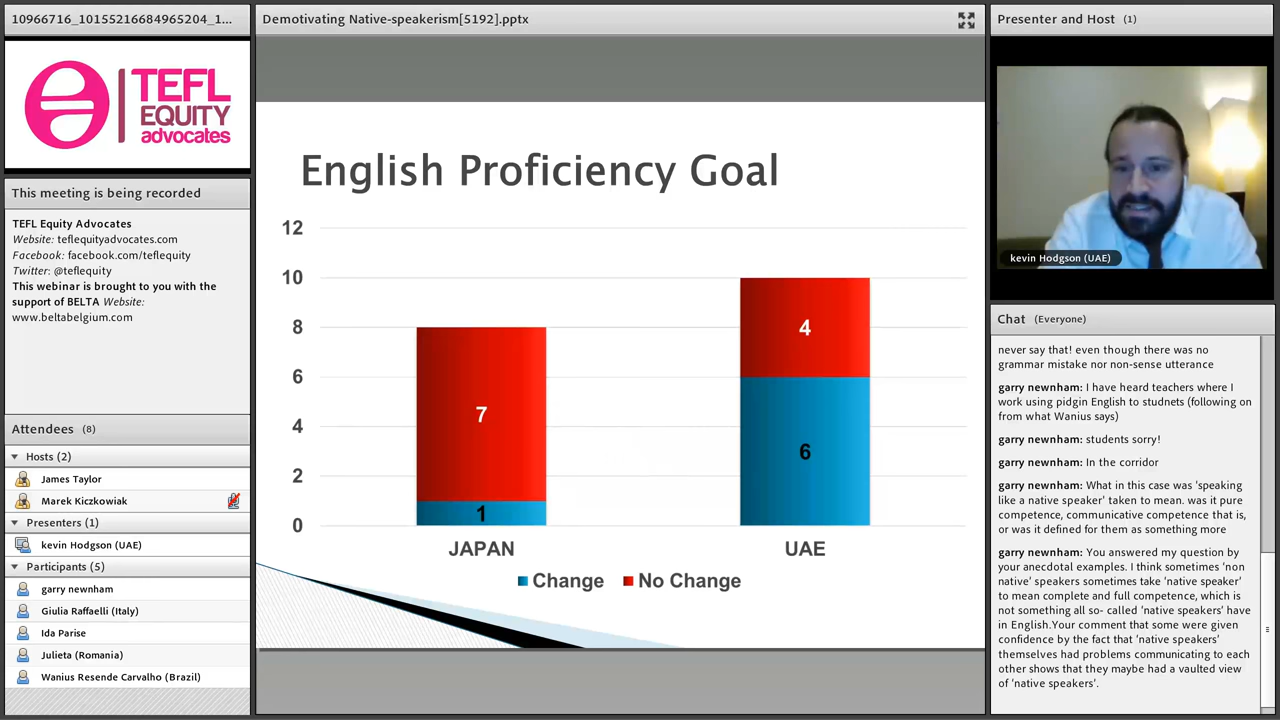 10966716_10155216684965204_1...
TEFL
EQUITY
advocates
This meeting is being recorded
TEFL Equity Advocates
Website: teflequityadvocates.com
Facebook: facebook.com/teflequity
Twitter: @teflequity
This webinar is brought to you with the
support of BELTA Website:
www.beltabelgium.com
Attendees (8)
Hosts (2)
James Taylor
Marek Kiczkowiak
Presenters (1)
kevin Hodgson (UAE)
Participants (5)
garry newnham
Giulia Raffaelli (Italy)
Ida Parise
Julieta (Romania)
Wanius Resende Carvalho (Brazil)
Demotivating Native-speakerism[5192].pptx
English Proficiency Goal
12
10
8
6
4
2
0
7
1
4
6
JAPAN
UAE
Change
No Change
Presenter and Host (1)
kevin Hodgson (UAE)
Chat (Everyone)
never say that! even though there was no
grammar mistake nor non-sense utterance
garry newnham: I have heard teachers where I
work using pidgin English to studnets (following on
from what Wanius says)
garry newnham: students sorry!
garry newnham: In the corridor
garry newnham: What in this case was 'speaking
like a native speaker' taken to mean. was it pure
competence, communicative competence that is,
or was it defined for them as something more
garry newnham: You answered my question by
your anecdotal examples. I think sometimes 'non
native' speakers sometimes take 'native speaker'
to mean complete and full competence, which is
not something all so- called 'native speakers' have
in English.Your comment that some were given
confidence by the fact that 'native speakers'
themselves had problems communicating to each
other shows that they maybe had a vaulted view
of 'native speakers'.